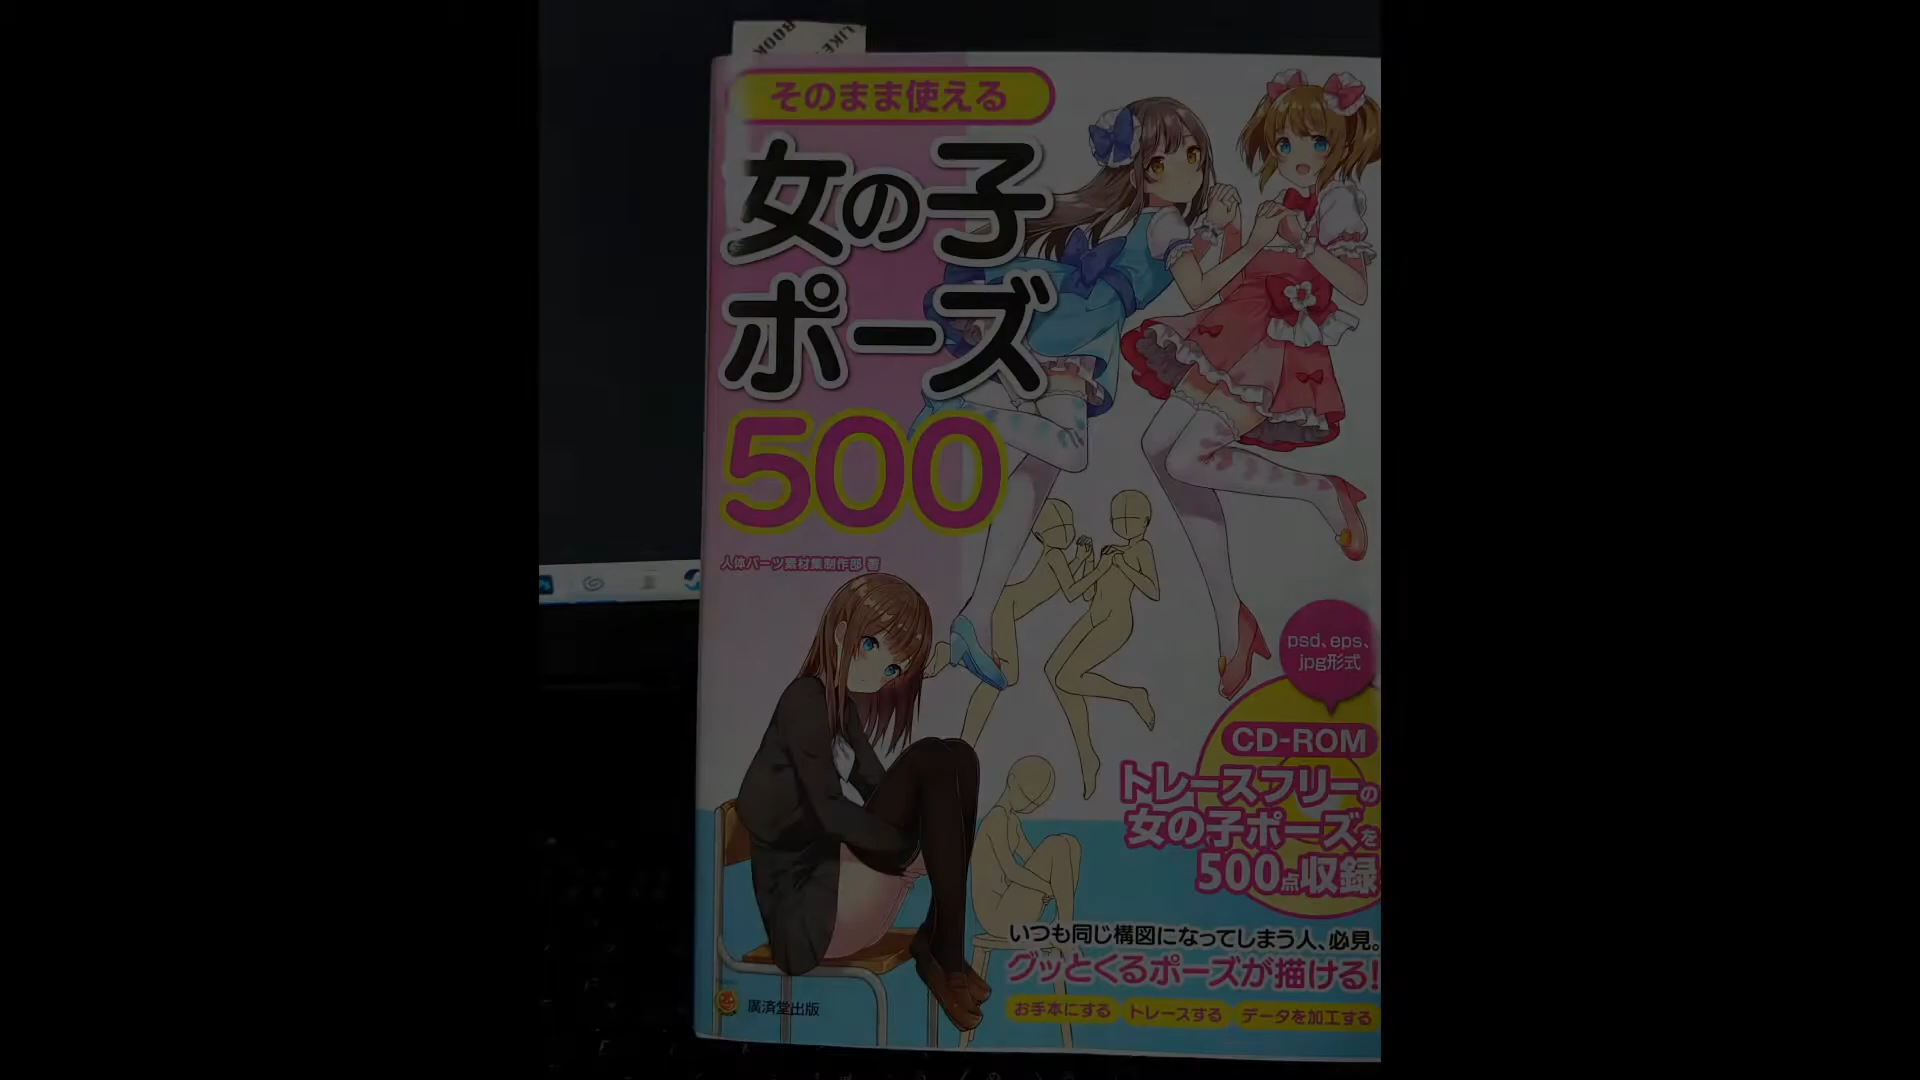 BOOK
LIKE
そのまま使える
女の子
ポーズ
500
人体パーツ素材集制作部 著
psd、eps、
jpg形式
CD-ROM
トレースフリーの
女の子ポーズを
500点収録
いつも同じ構図になってしまう人、必見。
グッとくるポーズが描ける!
お手本にする トレースする データを加工する
廣済堂出版